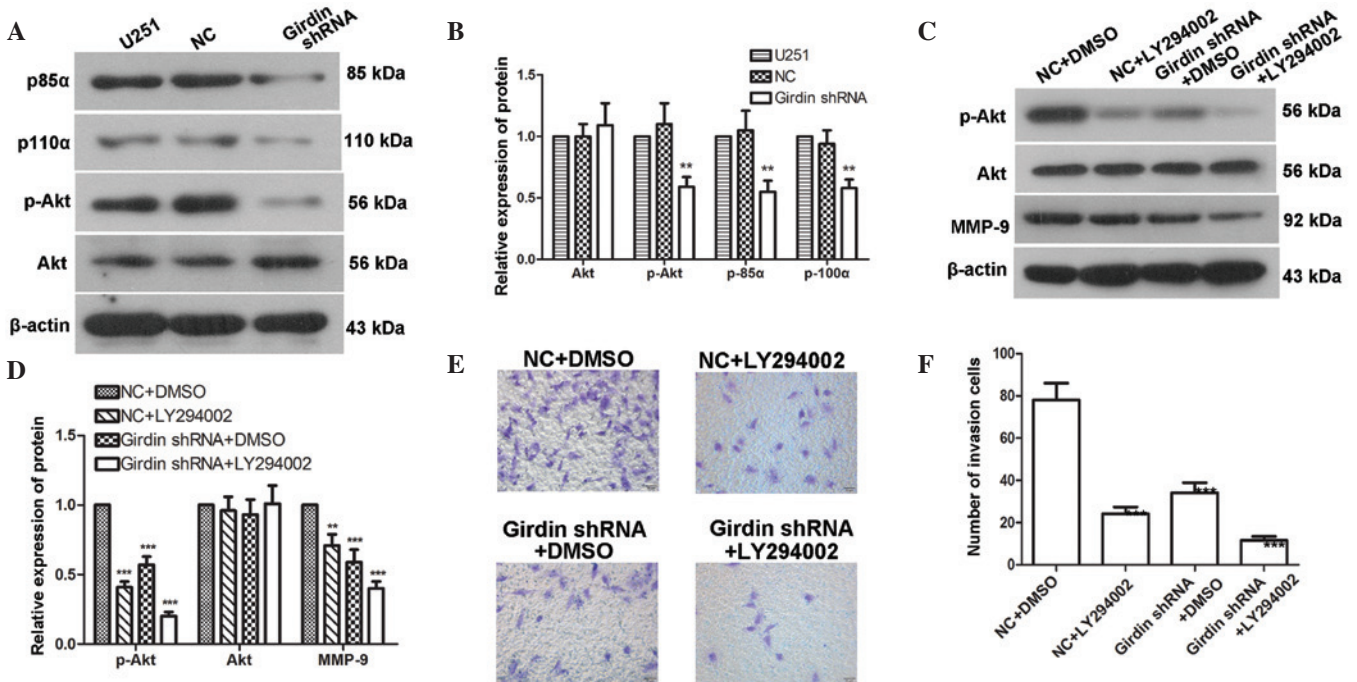 A
U251
NC
Girdin
shRNA
p85α
85 kDa
p110α
110 kDa
p-Akt
56 kDa
Akt
56 kDa
β-actin
43 kDa
B
U251
NC
Girdin shRNA
Relative expression of protein
1.5
1.0
0.5
0.0
**
**
**
Akt
p-Akt
p-85α
p-100α
C
NC+DMSO
NC+LY294002
Girdin shRNA
+DMSO
Girdin shRNA
+LY294002
p-Akt
56 kDa
Akt
56 kDa
MMP-9
92 kDa
β-actin
43 kDa
D
NC+DMSO
NC+LY294002
Girdin shRNA+DMSO
Girdin shRNA+LY294002
Relative expression of protein
1.5
1.0
0.5
0.0
***
***
***
**
***
***
p-Akt
Akt
MMP-9
E
NC+DMSO
NC+LY294002
Girdin shRNA
+DMSO
Girdin shRNA
+LY294002
F
Number of invasion cells
100
80
60
40
20
0
***
***
***
NC+DMSO
NC+LY294002
Girdin shRNA
+DMSO
Girdin shRNA
+LY294002